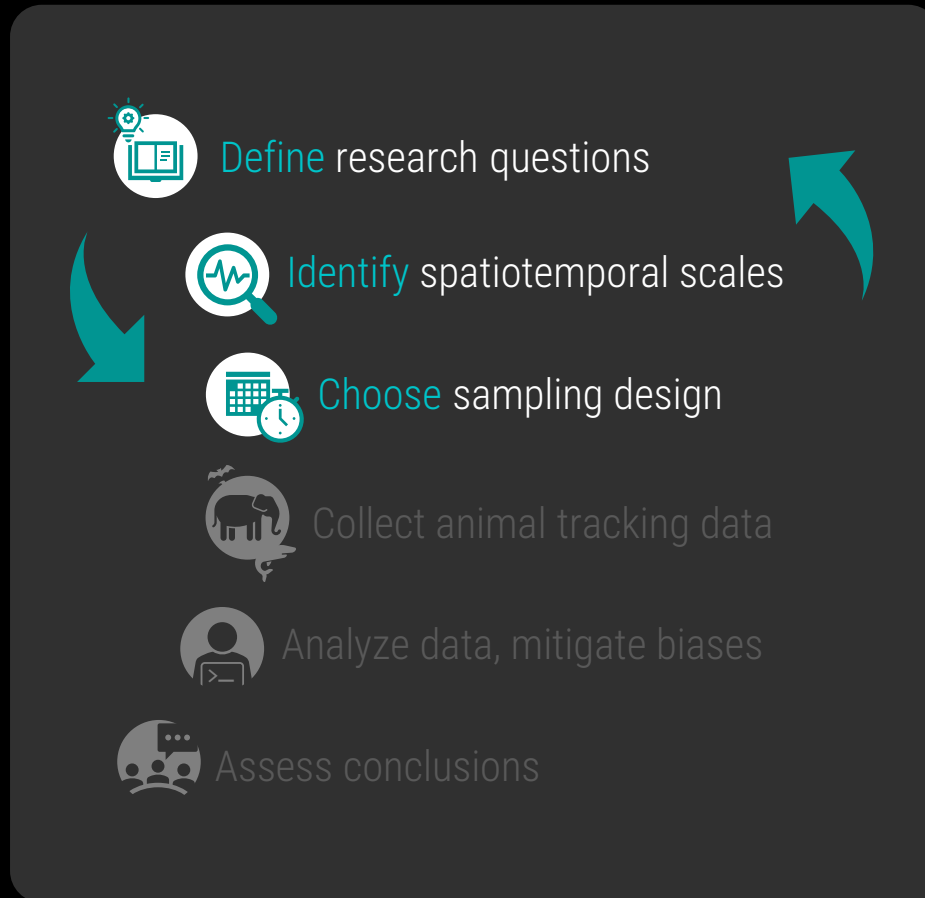 Define research questions
Identify spatiotemporal scales
Choose sampling design
Collect animal tracking data
Analyze data, mitigate biases
Assess conclusions